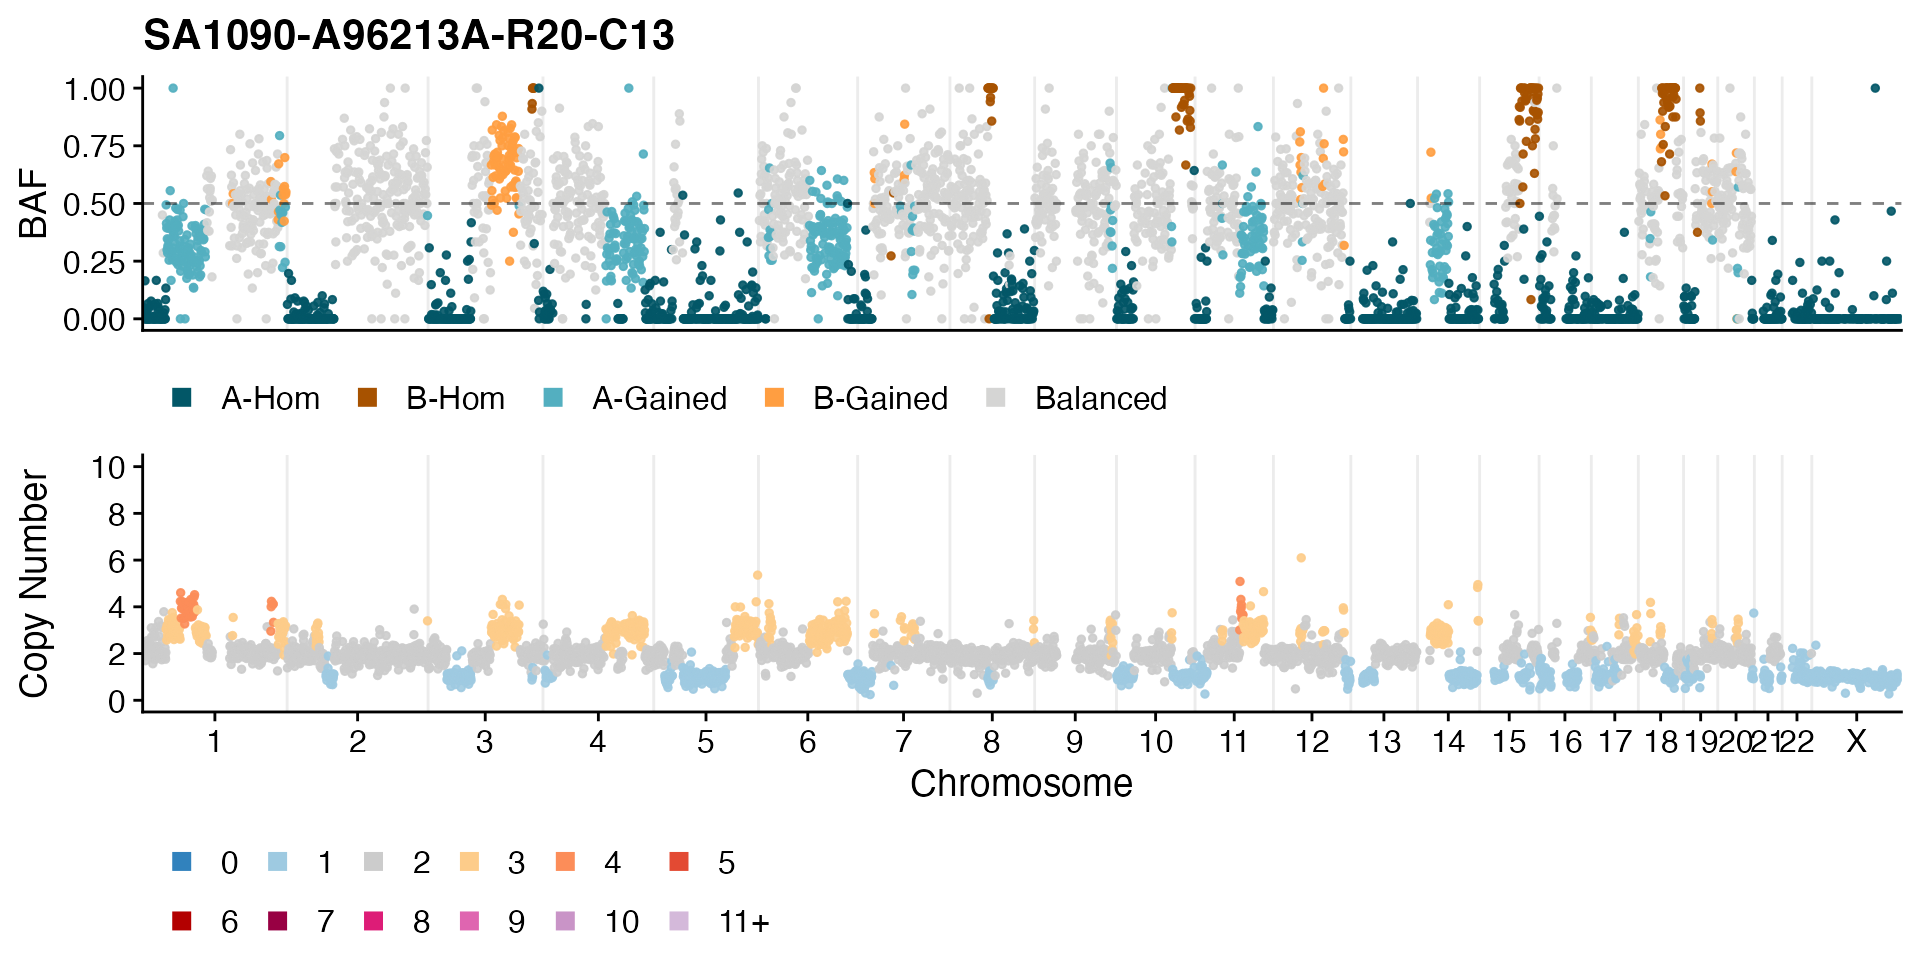 SA1090-A96213A-R20-C13
BAF
1.00
0.75
0.50
0.25
0.00
A-Hom B-Hom A-Gained B-Gained Balanced
Copy Number
10
8
6
4
2
0
1 2 3 4 5 6 7 8 9 10 11 12 13 14 15 16 17 18 19 20 21 22 X
Chromosome
0 1 2 3 4 5
6 7 8 9 10 11+